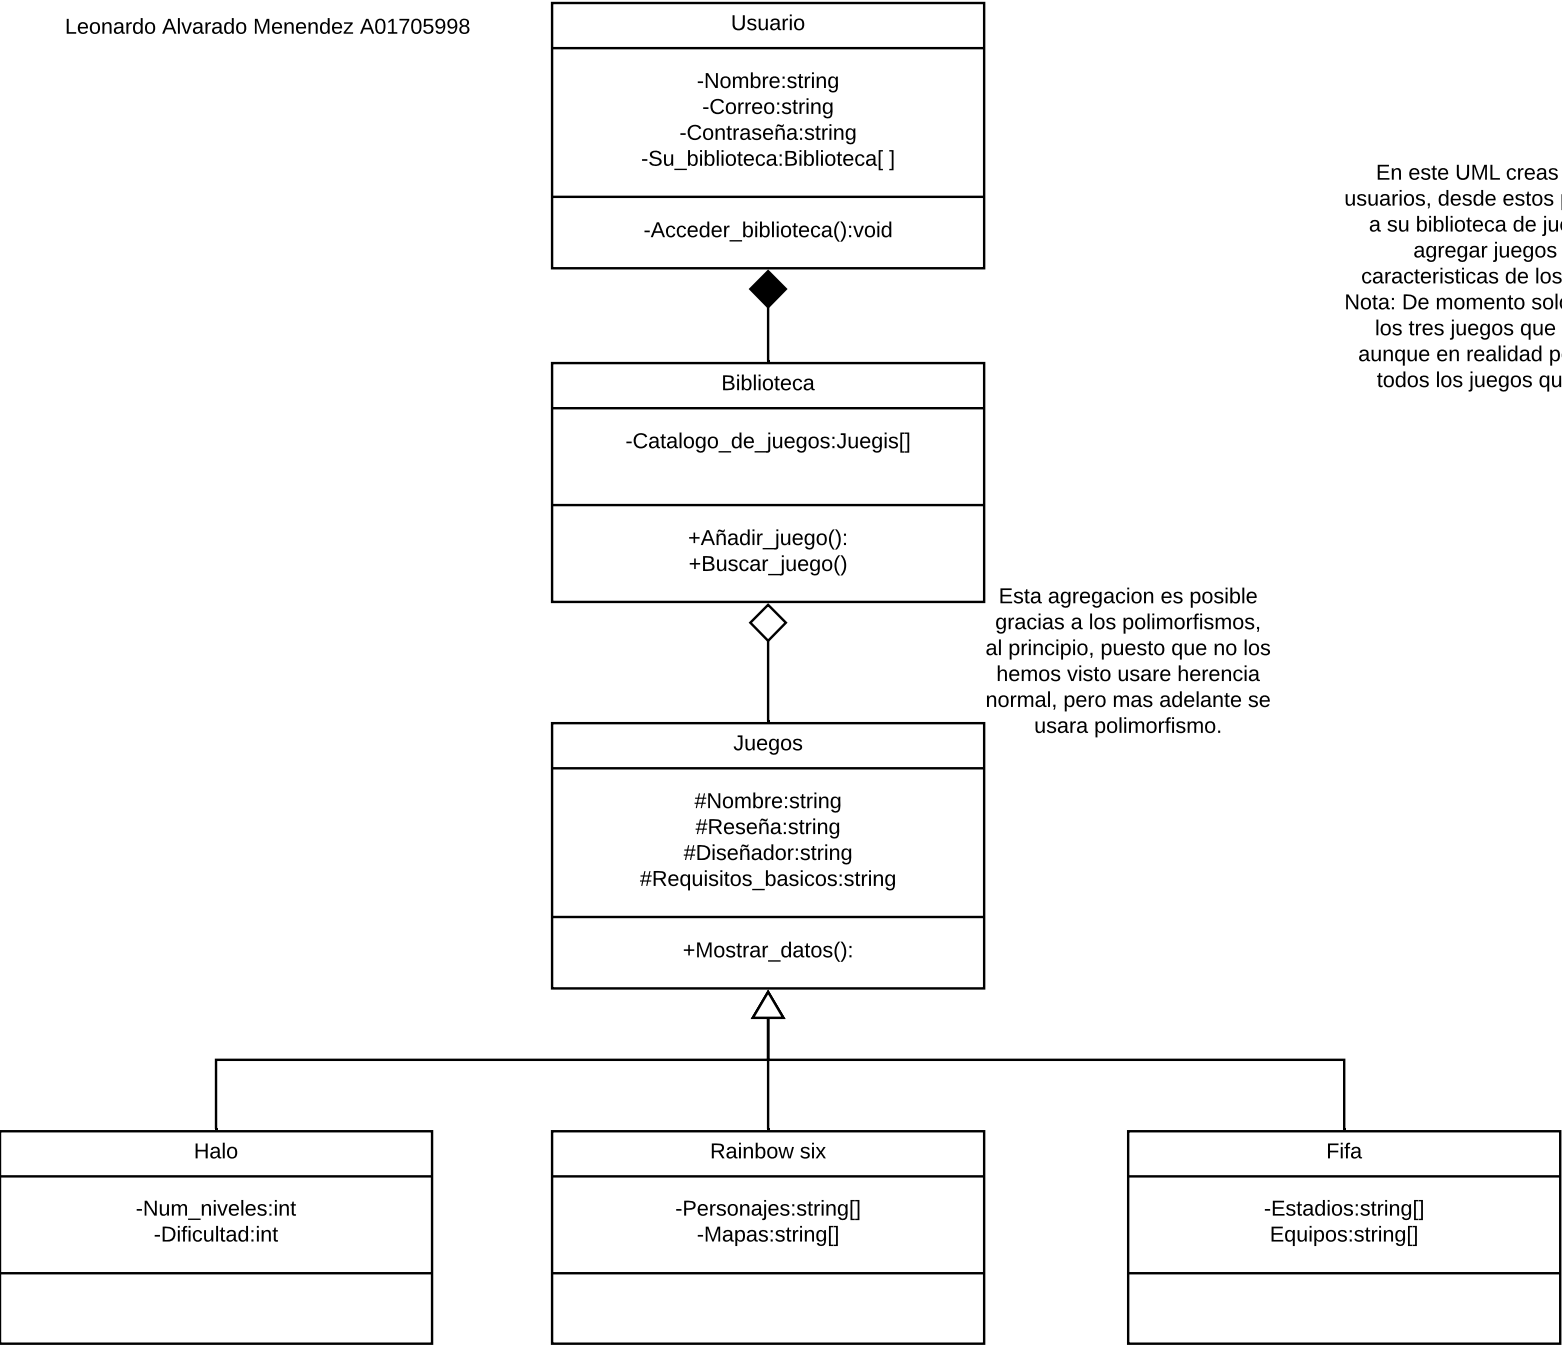 Leonardo Alvarado Menendez A01705998
Usuario
-Nombre:string
-Correo:string
-Contraseña:string
-Su_biblioteca:Biblioteca[ ]
-Acceder_biblioteca():void
En este UML creas
usuarios, desde estos
a su biblioteca de
agregar juegos
caracteristicas de los
Nota: De momento
los tres juegos que
aunque en realidad
todos los juegos
Biblioteca
-Catalogo_de_juegos:Juegis[]
+Añadir_juego():
+Buscar_juego()
Esta agregacion es posible
gracias a los polimorfismos,
al principio, puesto que no los
hemos visto usare herencia
normal, pero mas adelante se
usara polimorfismo.
Juegos
#Nombre:string
#Reseña:string
#Diseñador:string
#Requisitos_basicos:string
+Mostrar_datos():
Halo
-Num_niveles:int
-Dificultad:int
Rainbow six
-Personajes:string[]
-Mapas:string[]
Fifa
-Estadios:string[]
Equipos:string[]